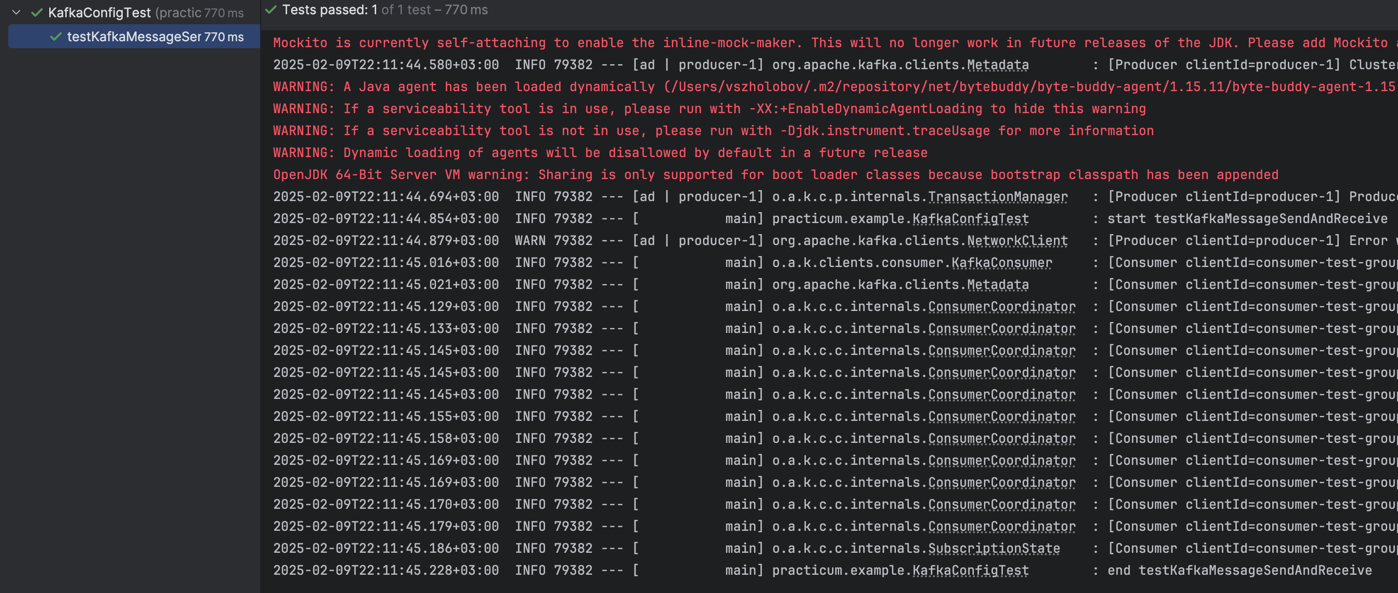 KafkaConfigTest (practic 770 ms
testKafkaMessageSer 770 ms
Tests passed: 1 of 1 test – 770 ms
Mockito is currently self-attaching to enable the inline-mock-maker. This will no longer work in future releases of the JDK. Please add Mockito
2025-02-09T22:11:44.580+03:00  INFO 79382 --- [ad | producer-1] org.apache.kafka.clients.Metadata        : [Producer clientId=producer-1] Cluster
WARNING: A Java agent has been loaded dynamically (/Users/vszholobov/.m2/repository/net/bytebuddy/byte-buddy-agent/1.15.11/byte-buddy-agent-1.15
WARNING: If a serviceability tool is in use, please run with -XX:+EnableDynamicAgentLoading to hide this warning
WARNING: If a serviceability tool is not in use, please run with -Djdk.instrument.traceUsage for more information
WARNING: Dynamic loading of agents will be disallowed by default in a future release
OpenJDK 64-Bit Server VM warning: Sharing is only supported for boot loader classes because bootstrap classpath has been appended
2025-02-09T22:11:44.694+03:00  INFO 79382 --- [ad | producer-1] o.a.k.c.p.internals.TransactionManager   : [Producer clientId=producer-1] Produc
2025-02-09T22:11:44.854+03:00  INFO 79382 --- [           main] practicum.example.KafkaConfigTest        : start testKafkaMessageSendAndReceive
2025-02-09T22:11:44.879+03:00  WARN 79382 --- [ad | producer-1] org.apache.kafka.clients.NetworkClient   : [Producer clientId=producer-1] Error w
2025-02-09T22:11:45.016+03:00  INFO 79382 --- [           main] o.a.k.clients.consumer.KafkaConsumer     : [Consumer clientId=consumer-test-group
2025-02-09T22:11:45.021+03:00  INFO 79382 --- [           main] org.apache.kafka.clients.Metadata        : [Consumer clientId=consumer-test-group
2025-02-09T22:11:45.129+03:00  INFO 79382 --- [           main] o.a.k.c.c.internals.ConsumerCoordinator  : [Consumer clientId=consumer-test-group
2025-02-09T22:11:45.133+03:00  INFO 79382 --- [           main] o.a.k.c.c.internals.ConsumerCoordinator  : [Consumer clientId=consumer-test-group
2025-02-09T22:11:45.145+03:00  INFO 79382 --- [           main] o.a.k.c.c.internals.ConsumerCoordinator  : [Consumer clientId=consumer-test-group
2025-02-09T22:11:45.145+03:00  INFO 79382 --- [           main] o.a.k.c.c.internals.ConsumerCoordinator  : [Consumer clientId=consumer-test-group
2025-02-09T22:11:45.145+03:00  INFO 79382 --- [           main] o.a.k.c.c.internals.ConsumerCoordinator  : [Consumer clientId=consumer-test-group
2025-02-09T22:11:45.155+03:00  INFO 79382 --- [           main] o.a.k.c.c.internals.ConsumerCoordinator  : [Consumer clientId=consumer-test-group
2025-02-09T22:11:45.158+03:00  INFO 79382 --- [           main] o.a.k.c.c.internals.ConsumerCoordinator  : [Consumer clientId=consumer-test-group
2025-02-09T22:11:45.169+03:00  INFO 79382 --- [           main] o.a.k.c.c.internals.ConsumerCoordinator  : [Consumer clientId=consumer-test-group
2025-02-09T22:11:45.169+03:00  INFO 79382 --- [           main] o.a.k.c.c.internals.ConsumerCoordinator  : [Consumer clientId=consumer-test-group
2025-02-09T22:11:45.170+03:00  INFO 79382 --- [           main] o.a.k.c.c.internals.ConsumerCoordinator  : [Consumer clientId=consumer-test-group
2025-02-09T22:11:45.179+03:00  INFO 79382 --- [           main] o.a.k.c.c.internals.ConsumerCoordinator  : [Consumer clientId=consumer-test-group
2025-02-09T22:11:45.186+03:00  INFO 79382 --- [           main] o.a.k.c.c.internals.SubscriptionState    : [Consumer clientId=consumer-test-group
2025-02-09T22:11:45.228+03:00  INFO 79382 --- [           main] practicum.example.KafkaConfigTest        : end testKafkaMessageSendAndReceive